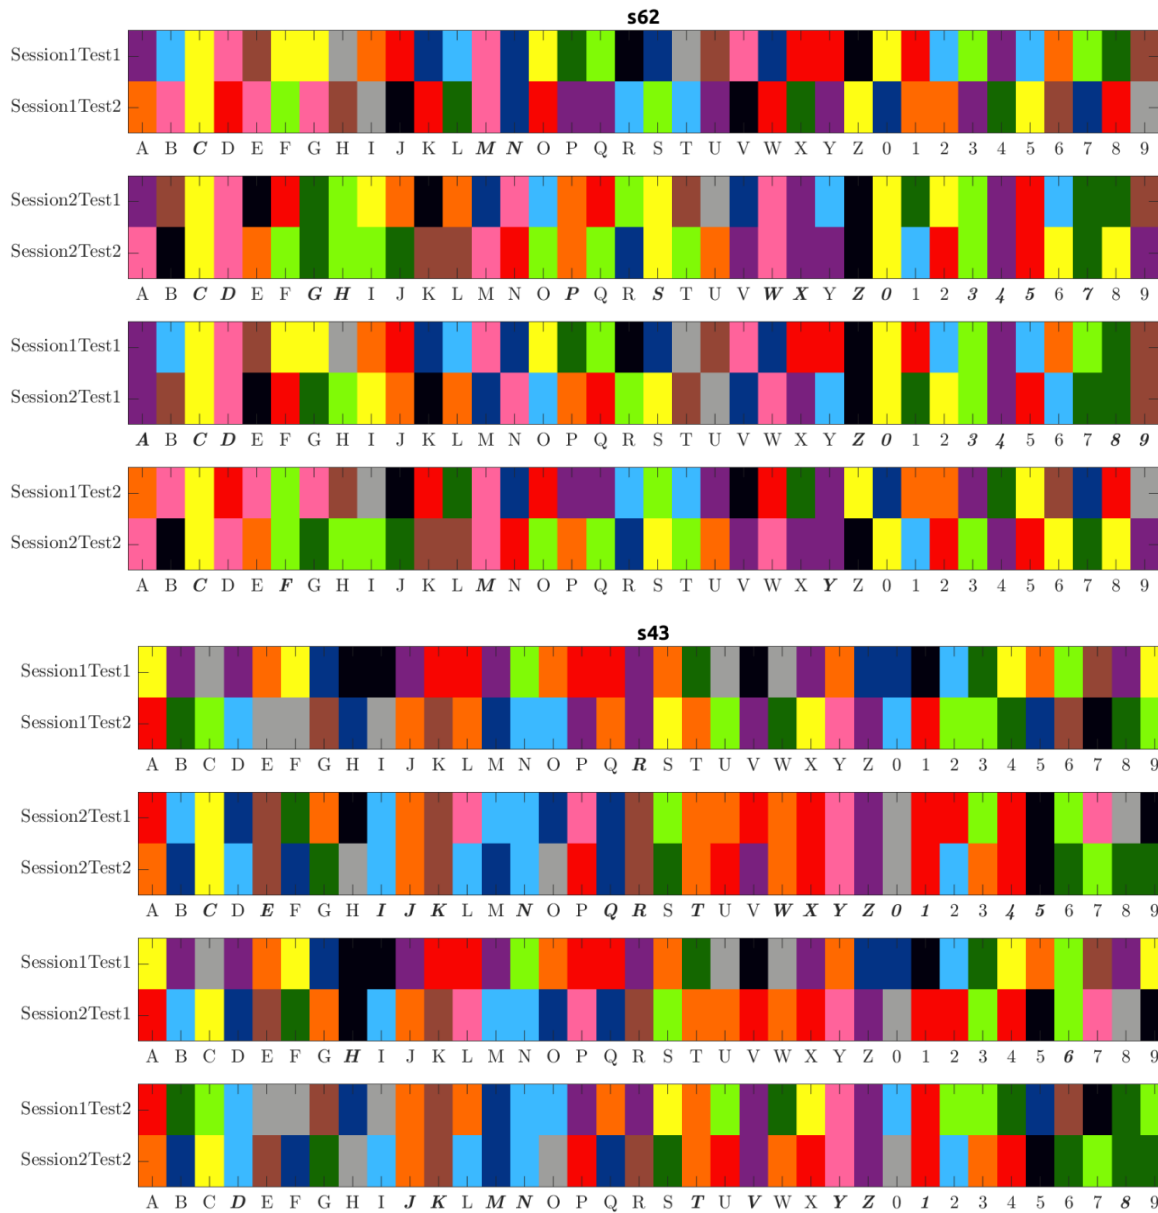 s62
Session1Test1
Session1Test2
A B C D E F G H I J K L M N O P Q R S T U V W X Y Z 0 1 2 3 4 5 6 7 8 9
Session2Test1
Session2Test2
A B C D E F G H I J K L M N O P Q R S T U V W X Y Z 0 1 2 3 4 5 6 7 8 9
Session1Test1
Session2Test1
A B C D E F G H I J K L M N O P Q R S T U V W X Y Z 0 1 2 3 4 5 6 7 8 9
Session1Test2
Session2Test2
A B C D E F G H I J K L M N O P Q R S T U V W X Y Z 0 1 2 3 4 5 6 7 8 9
s43
Session1Test1
Session1Test2
A B C D E F G H I J K L M N O P Q R S T U V W X Y Z 0 1 2 3 4 5 6 7 8 9
Session2Test1
Session2Test2
A B C D E F G H I J K L M N O P Q R S T U V W X Y Z 0 1 2 3 4 5 6 7 8 9
Session1Test1
Session2Test1
A B C D E F G H I J K L M N O P Q R S T U V W X Y Z 0 1 2 3 4 5 6 7 8 9
Session1Test2
Session2Test2
A B C D E F G H I J K L M N O P Q R S T U V W X Y Z 0 1 2 3 4 5 6 7 8 9